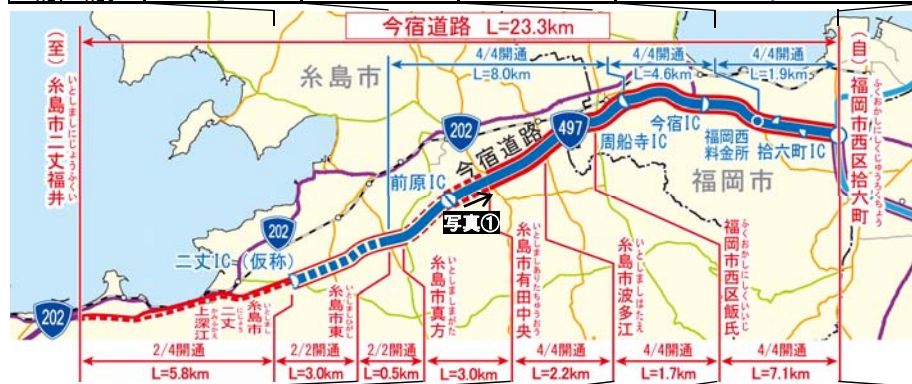 今宿道路 L=23.3km
4/4開通
L=8.0km
4/4開通
L=4.6km
4/4開通
L=1.9km
(至)糸島市二丈福井
いとしましにじょうふくい
(自)福岡市西区拾六町
ふくおかしにしくじゅうろくちょう
糸島市
福岡市
202
497
今宿道路
周船寺IC
今宿IC
福岡西
料金所
拾六町IC
前原IC
写真①
202
二丈IC(仮称)
202
糸島市
いとしまし
二丈
にじょう
上深江
かみふかえ
糸島市東
いとしましひがし
糸島市真方
いとしましまがた
糸島市有田中央
いとしましありたちゅうおう
糸島市波多江
いとしましはたえ
福岡市西区飯氏
ふくおかしにしくいいじ
2/4開通
L=5.8km
2/2開通
L=3.0km
2/2開通
L=0.5km
L=3.0km
4/4開通
L=2.2km
4/4開通
L=1.7km
4/4開通
L=7.1km